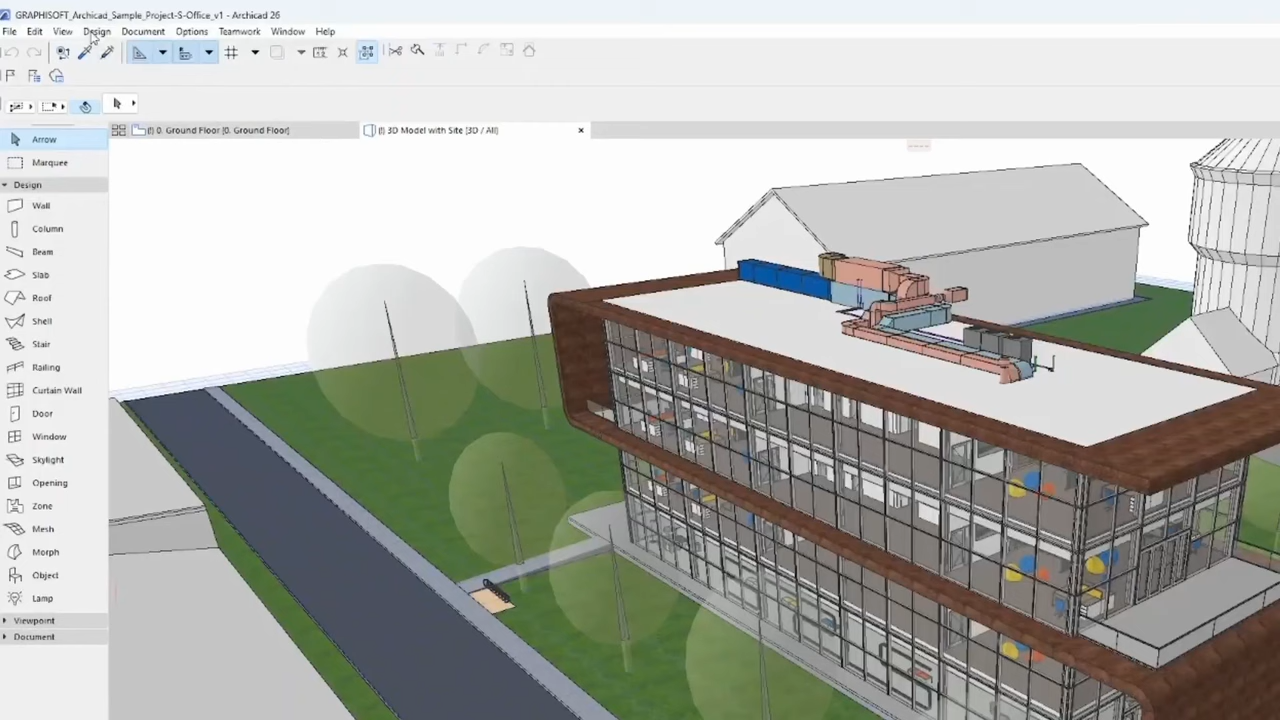 GRAPHISOFT_Archicad_Sample_Project-S-Office_v1 - Archicad 26
File Edit View Design Document Options Teamwork Window Help
(!) 0. Ground Floor [0. Ground Floor]
(!) 3D Model with Site [3D / All]
Arrow
Marquee
Design
Wall
Column
Beam
Slab
Roof
Shell
Stair
Railing
Curtain Wall
Door
Window
Skylight
Opening
Zone
Mesh
Morph
Object
Lamp
Viewpoint
Document